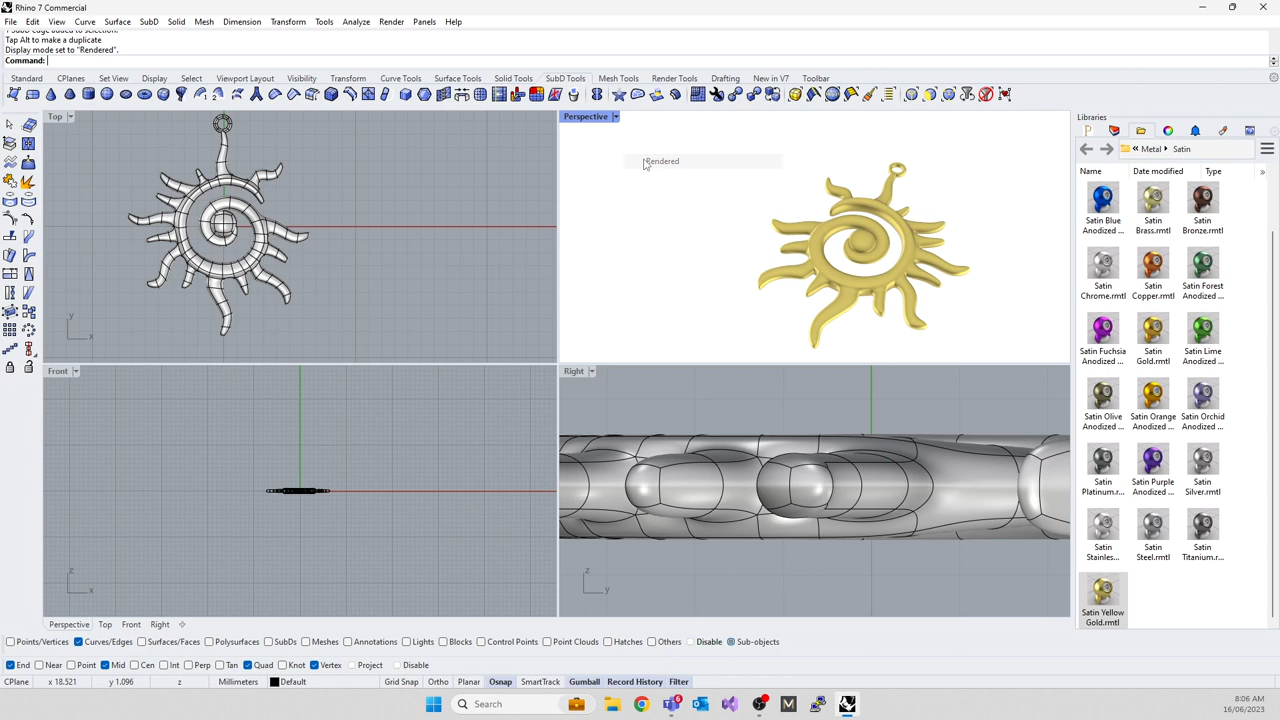 Rhino 7 Commercial
File Edit View Curve Surface SubD Solid Mesh Dimension Transform Tools Analyze Render Panels Help
Tap Alt to make a duplicate
Display mode set to "Rendered".
Command:
Standard CPlanes Set View Display Select Viewport Layout Visibility Transform Curve Tools Surface Tools Solid Tools SubD Tools Mesh Tools Render Tools Drafting New in V7 Toolbar
Top
Perspective
Rendered
y
x
Front
Right
z
x
z
y
Libraries
Metal Satin
Name Date modified Type »
Satin Blue Anodized ...
Satin Brass.rmtl
Satin Bronze.rmtl
Satin Chrome.rmtl
Satin Copper.rmtl
Satin Forest Anodized ...
Satin Fuchsia Anodized ...
Satin Gold.rmtl
Satin Lime Anodized ...
Satin Olive Anodized ...
Satin Orange Anodized ...
Satin Orchid Anodized ...
Satin Platinum.r...
Satin Purple Anodized ...
Satin Silver.rmtl
Satin Stainles...
Satin Steel.rmtl
Satin Titanium.r...
Satin Yellow Gold.rmtl
Perspective Top Front Right
Points/Vertices Curves/Edges Surfaces/Faces Polysurfaces SubDs Meshes Annotations Lights Blocks Control Points Point Clouds Hatches Others Disable Sub-objects
End Near Point Mid Cen Int Perp Tan Quad Knot Vertex Project Disable
CPlane x 18.521 y 1.096 z Millimeters Default Grid Snap Ortho Planar Osnap SmartTrack Gumball Record History Filter
Search
6
8:06 AM
16/06/2023